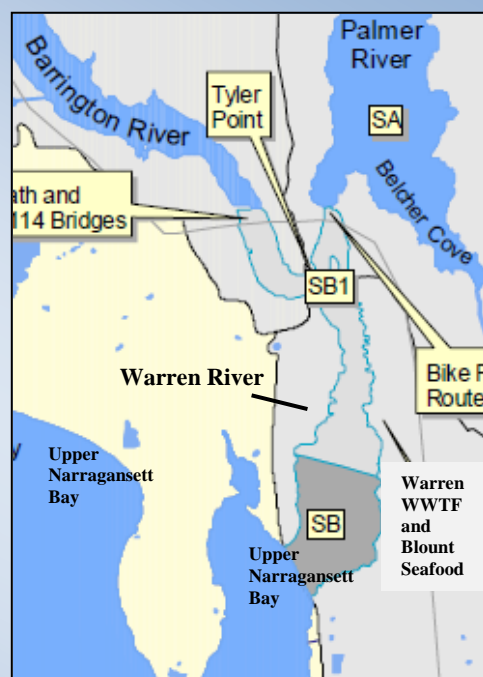 Palmer
River
Barrington River
Tyler
Point
SA
ath and
114 Bridges
Belcher Cove
SB1
Warren River
Bike
Route
Upper
Narragansett
Bay
Warren
WWTF
and
Blount
Seafood
SB
Upper
Narragansett
Bay